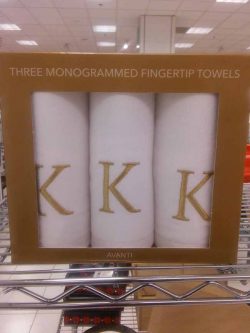 THREE MONOGRAMMED FINGERTIP TOWELS
K K K
AVANTI